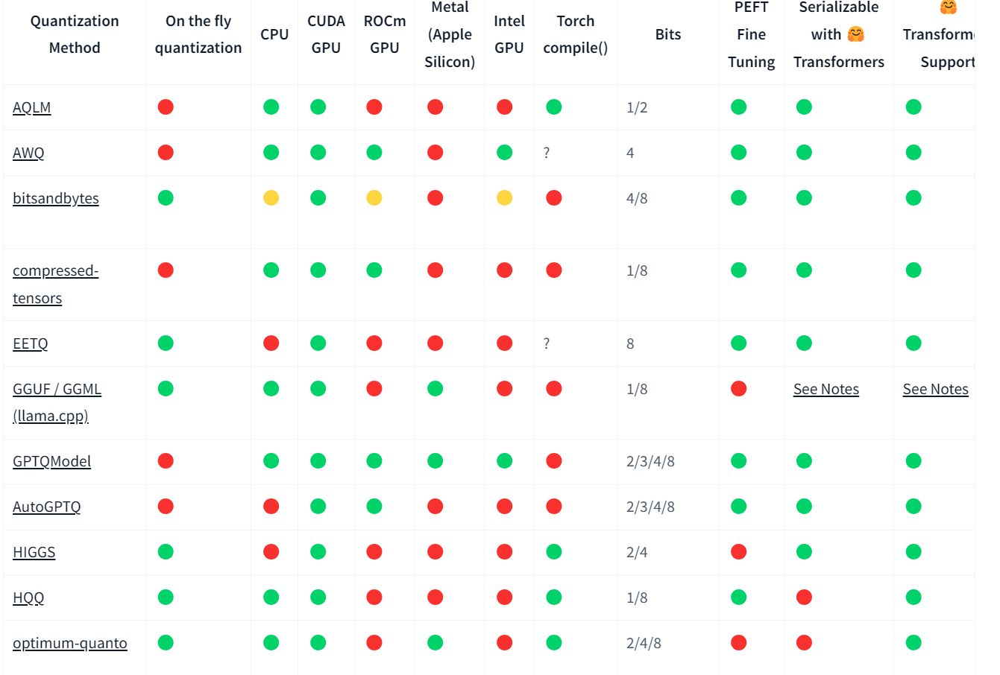 Quantization Method
On the fly quantization
CPU
CUDA GPU
ROCm GPU
Metal (Apple Silicon)
Intel GPU
Torch compile()
Bits
PEFT Fine Tuning
Serializable with 🤗 Transformers
🤗 Transform Support
AQLM 🔴 🟢 🟢 🔴 🔴 🔴 🟢 1/2 🟢 🟢 🟢
AWQ 🔴 🟢 🟢 🟢 🔴 🟢 ? 4 🟢 🟢 🟢
bitsandbytes 🟢 🟡 🟢 🟡 🔴 🟡 🔴 4/8 🟢 🟢 🟢
compressed-
tensors 🔴 🟢 🟢 🟢 🔴 🔴 🔴 1/8 🟢 🟢 🟢
EETQ 🟢 🔴 🟢 🔴 🔴 🔴 ? 8 🟢 🟢 🟢
GGUF / GGML
(llama.cpp) 🟢 🟢 🟢 🔴 🟢 🔴 🔴 1/8 🔴 See Notes See Notes
GPTQModel 🔴 🟢 🟢 🟢 🟢 🟢 🔴 2/3/4/8 🟢 🟢 🟢
AutoGPTQ 🔴 🔴 🟢 🟢 🔴 🔴 🔴 2/3/4/8 🟢 🟢 🟢
HIGGS 🟢 🔴 🟢 🔴 🔴 🔴 🟢 2/4 🔴 🟢 🟢
HQQ 🟢 🟢 🟢 🔴 🔴 🔴 🟢 1/8 🟢 🔴 🟢
optimum-quanto 🟢 🟢 🟢 🔴 🟢 🔴 🟢 2/4/8 🔴 🔴 🟢